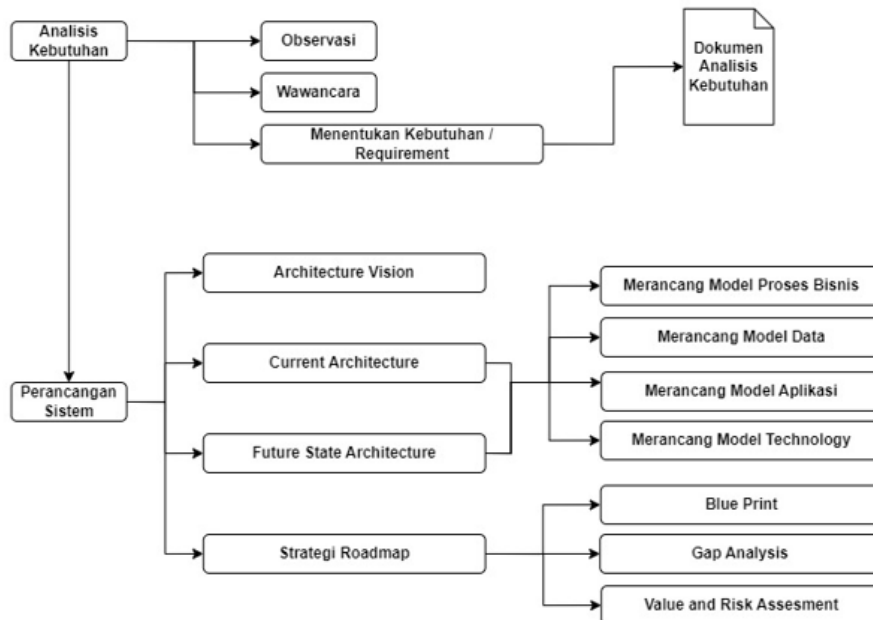 Analisis
Kebutuhan
Observasi
Wawancara
Menentukan Kebutuhan /
Requirement
Dokumen
Analisis
Kebutuhan
Architecture Vision
Current Architecture
Perancangan
Sistem
Future State Architecture
Strategi Roadmap
Merancang Model Proses Bisnis
Merancang Model Data
Merancang Model Aplikasi
Merancang Model Technology
Blue Print
Gap Analysis
Value and Risk Assesment